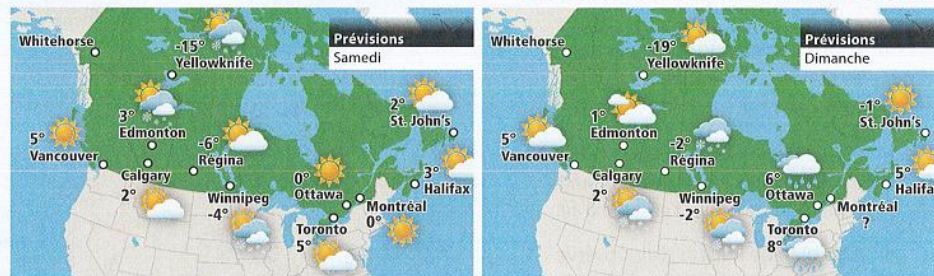 Prévisions
Samedi
Whitehorse
-15°
Yellowknife
3°
Edmonton
5°
Vancouver
-6°
Régina
Calgary
2°
Winnipeg
-4°
0°
Ottawa
2°
St. John's
3°
Halifax
Montréal
0°
Toronto
5°
Prévisions
Dimanche
Whitehorse
-19°
Yellowknife
1°
Edmonton
5°
Vancouver
-2°
Régina
Calgary
2°
Winnipeg
-2°
6°
Ottawa
-1°
St. John's
5°
Halifa
Montréal
?
Toronto
8°